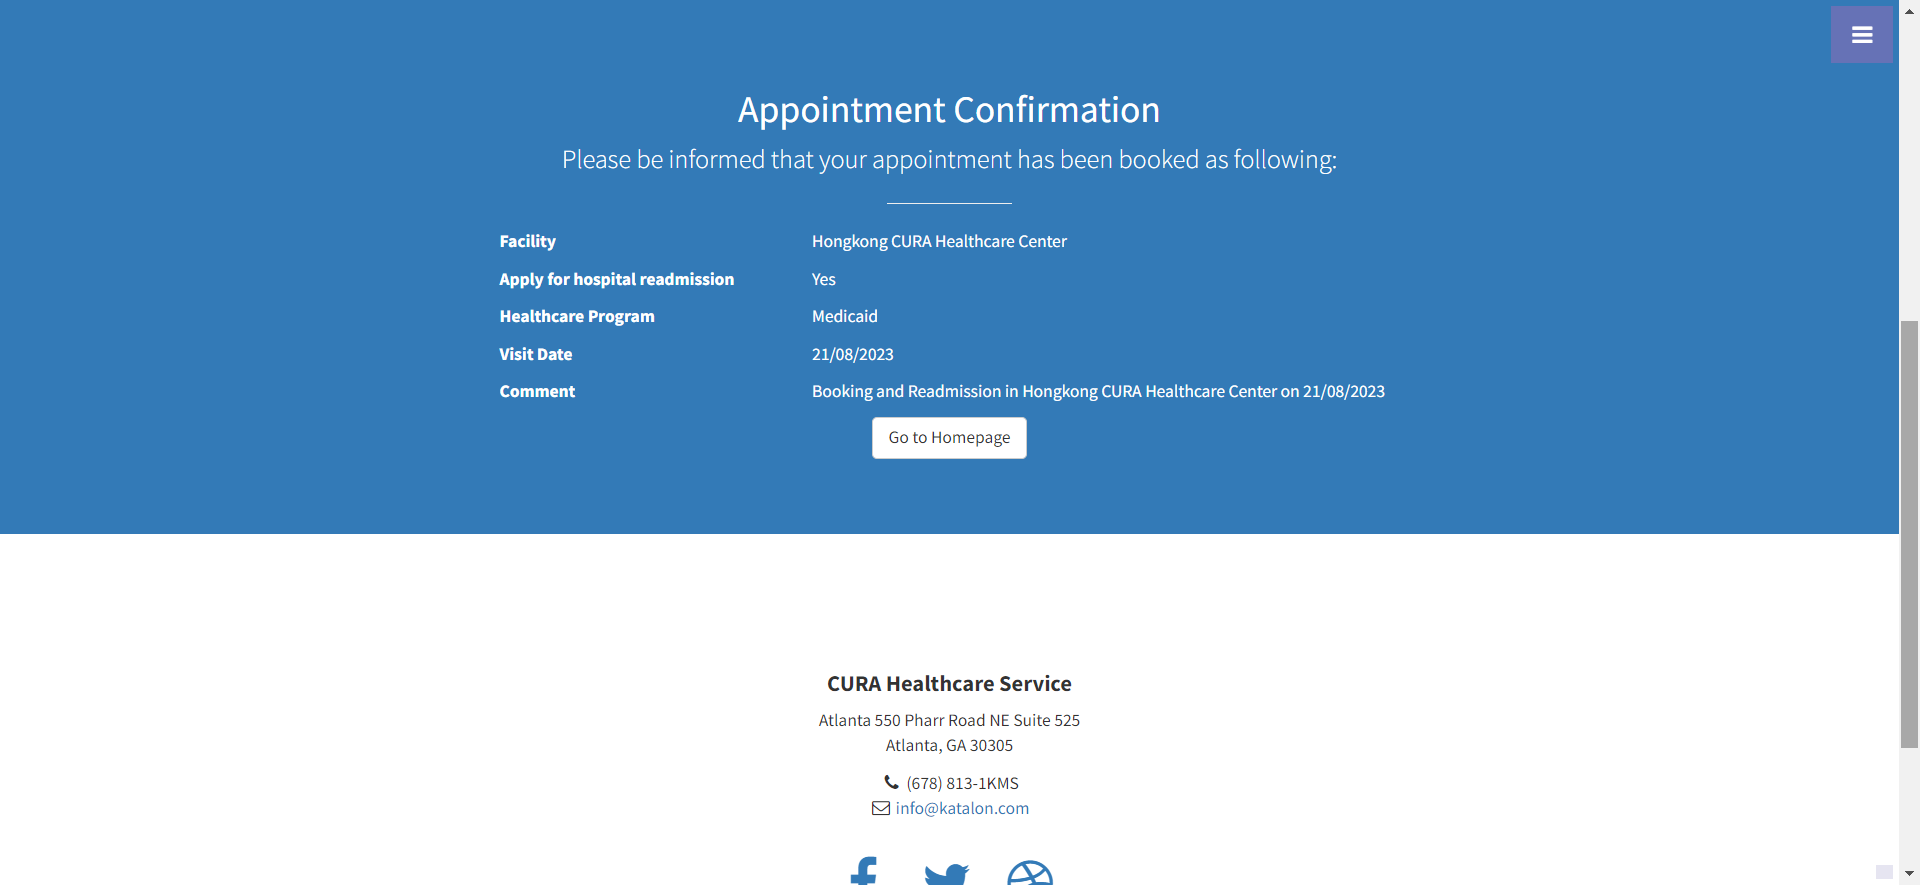 Appointment Confirmation
Please be informed that your appointment has been booked as following:
Facility Hongkong CURA Healthcare Center
Apply for hospital readmission Yes
Healthcare Program Medicaid
Visit Date 21/08/2023
Comment Booking and Readmission in Hongkong CURA Healthcare Center on 21/08/2023
Go to Homepage
CURA Healthcare Service
Atlanta 550 Pharr Road NE Suite 525
Atlanta, GA 30305
(678) 813-1KMS
info@katalon.com